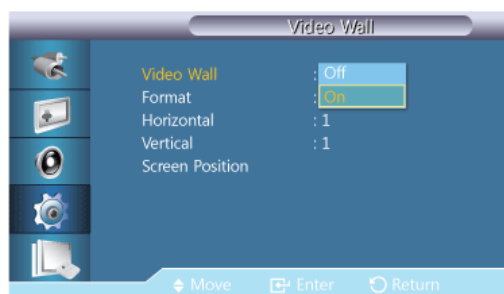 Video Wall
Video Wall : Off
Format : On
Horizontal : 1
Vertical : 1
Screen Position
Move Enter Return